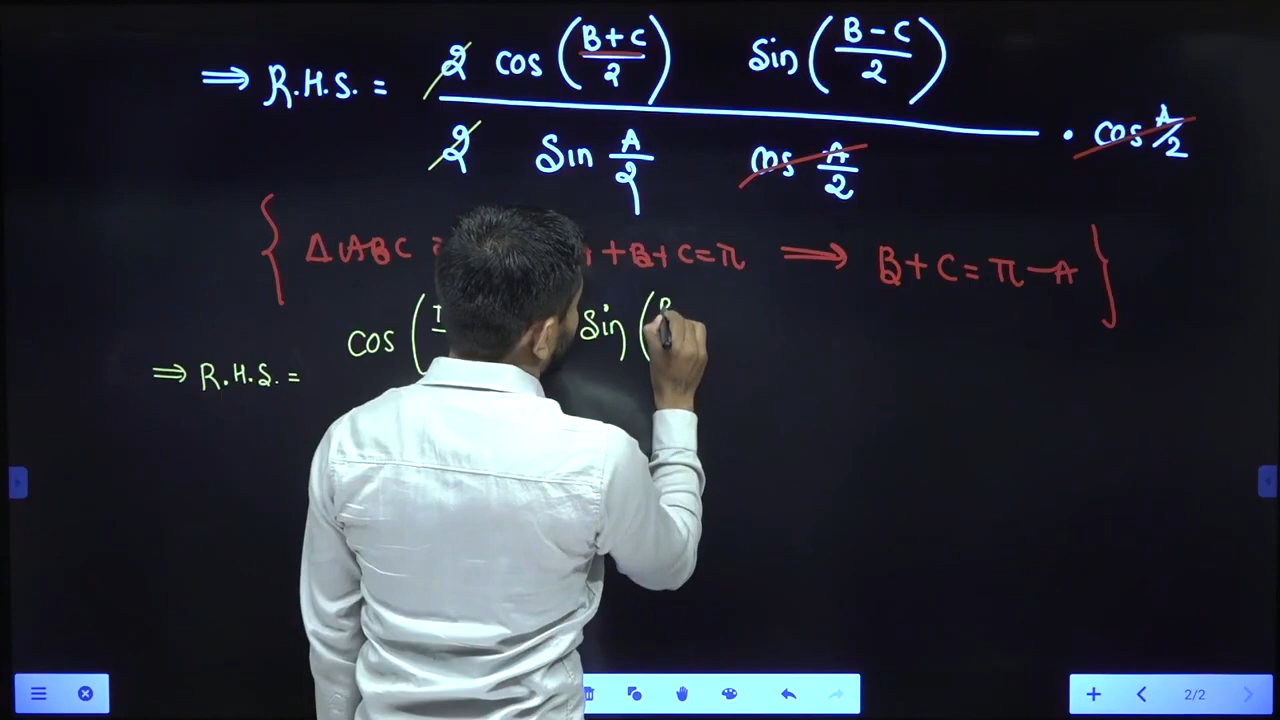 ⇒ R.H.S. = 2 cos (B+C/2) sin (B-C/2)
2 sin A/2 cos A/2 · cos A/2
{ ΔABC +B+C=π ⇒ B+C=π-A }
cos ( sin (
⇒ R.H.S. =
2/2